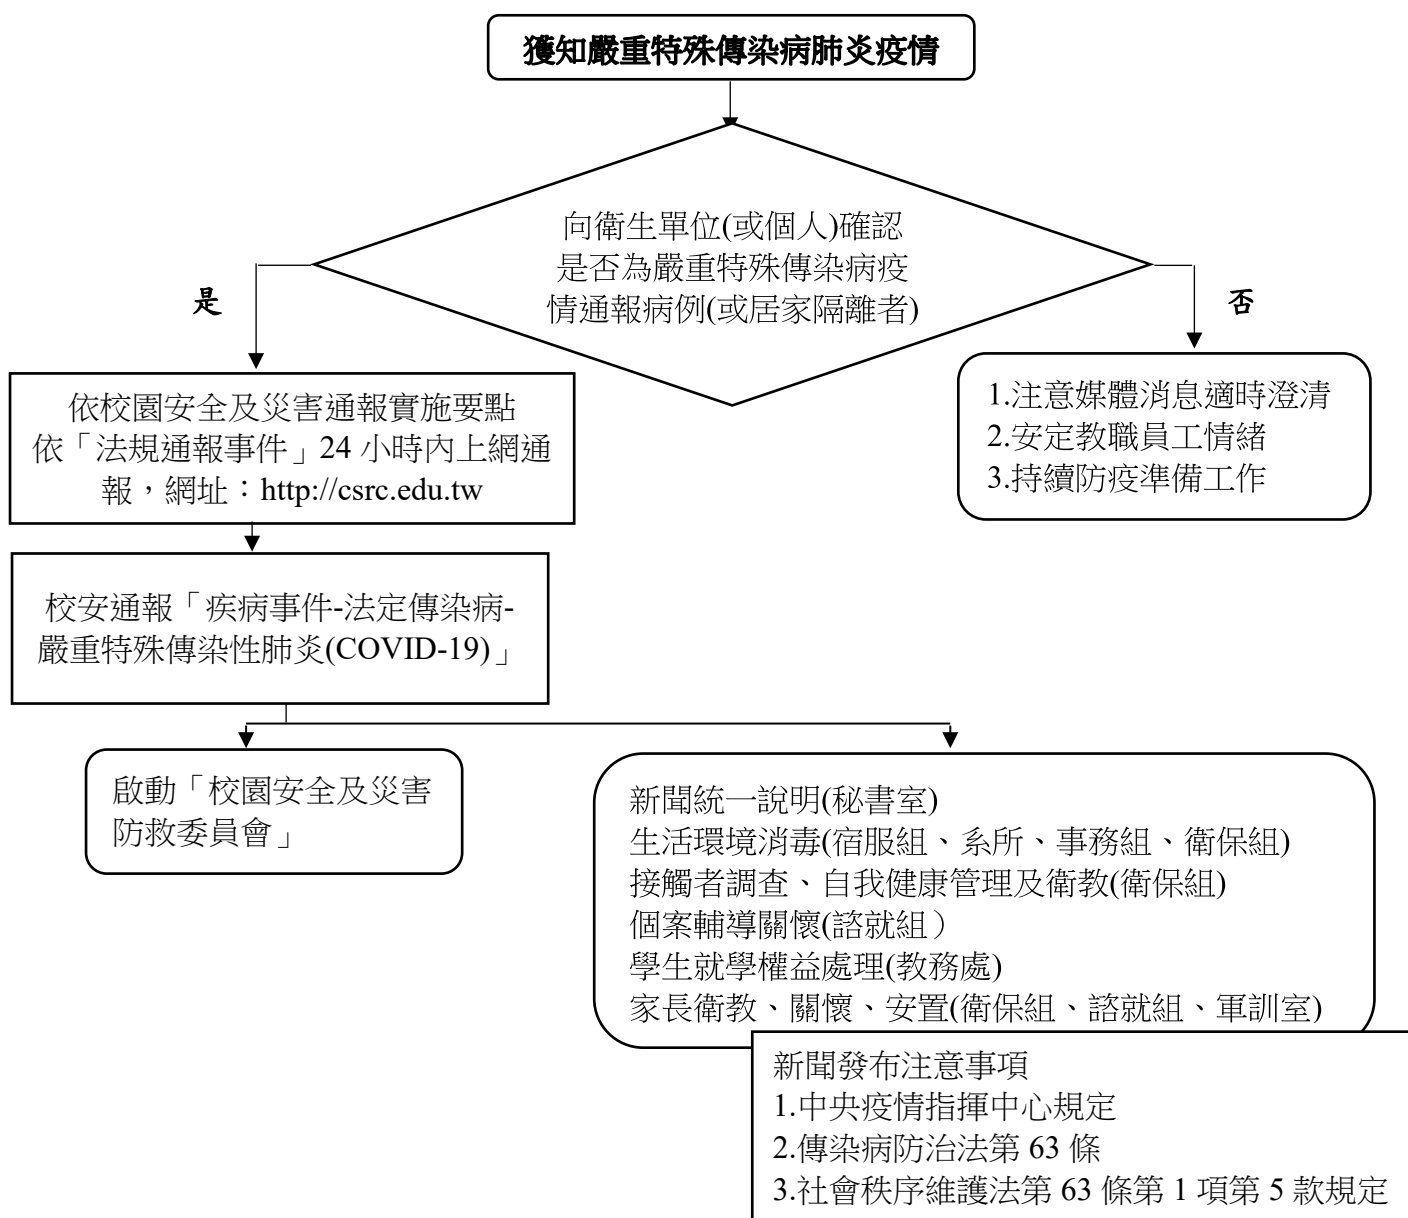 獲知嚴重特殊傳染病肺炎疫情
向衛生單位(或個人)確認
是否為嚴重特殊傳染病疫
情通報病例(或居家隔離者)
是
否
依校園安全及災害通報實施要點
依「法規通報事件」24 小時內上網通
報，網址：http://csrc.edu.tw
1.注意媒體消息適時澄清
2.安定教職員工情緒
3.持續防疫準備工作
校安通報「疾病事件-法定傳染病-
嚴重特殊傳染性肺炎(COVID-19)」
啟動「校園安全及災害
防救委員會」
新聞統一說明(秘書室)
生活環境消毒(宿服組、系所、事務組、衛保組)
接觸者調查、自我健康管理及衛教(衛保組)
個案輔導關懷(諮就組）
學生就學權益處理(教務處)
家長衛教、關懷、安置(衛保組、諮就組、軍訓室)
新聞發布注意事項
1.中央疫情指揮中心規定
2.傳染病防治法第 63 條
3.社會秩序維護法第 63 條第 1 項第 5 款規定